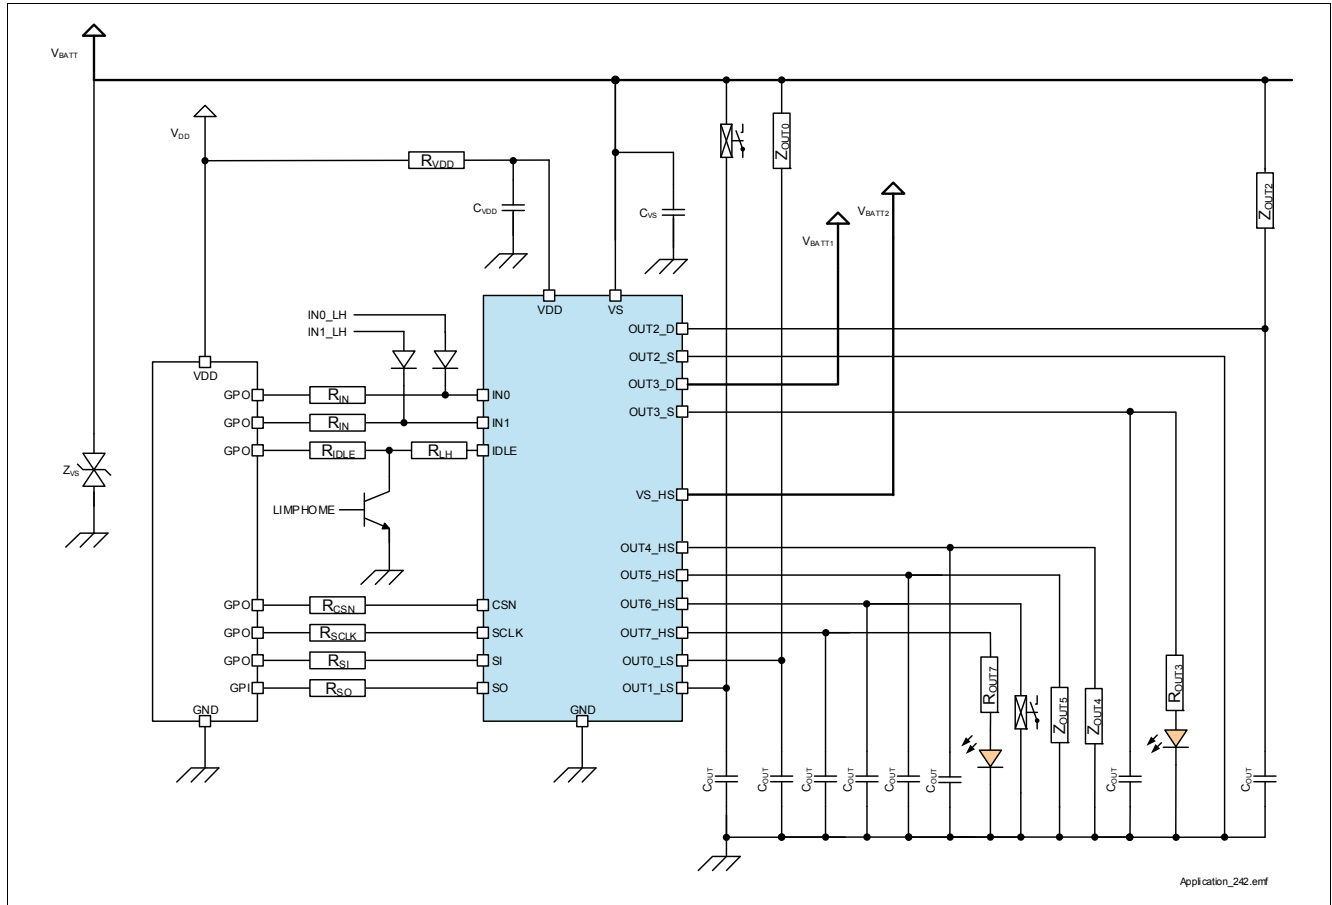 VBATT
VDD
RVDD
CVDD
CVS
ZOUT0
ZOUT2
VBATT2
VBATT1
IN0_LH
IN1_LH
VDD
VS
OUT2_D
OUT2_S
OUT3_D
OUT3_S
VS_HS
OUT4_HS
OUT5_HS
OUT6_HS
OUT7_HS
OUT0_LS
OUT1_LS
VDD
GPO
RIN
IN0
GPO
RIN
IN1
GPO
RIDLE
RLH
IDLE
ZVS
LIMPHOME
GPO
RCSN
CSN
GPO
RSCLK
SCLK
GPO
RSI
SI
GPI
RSO
SO
GND
GND
ROUT7
ZOUT5
ZOUT4
ROUT3
COUT
COUT
COUT
COUT
COUT
COUT
COUT
COUT
Application_242.emf